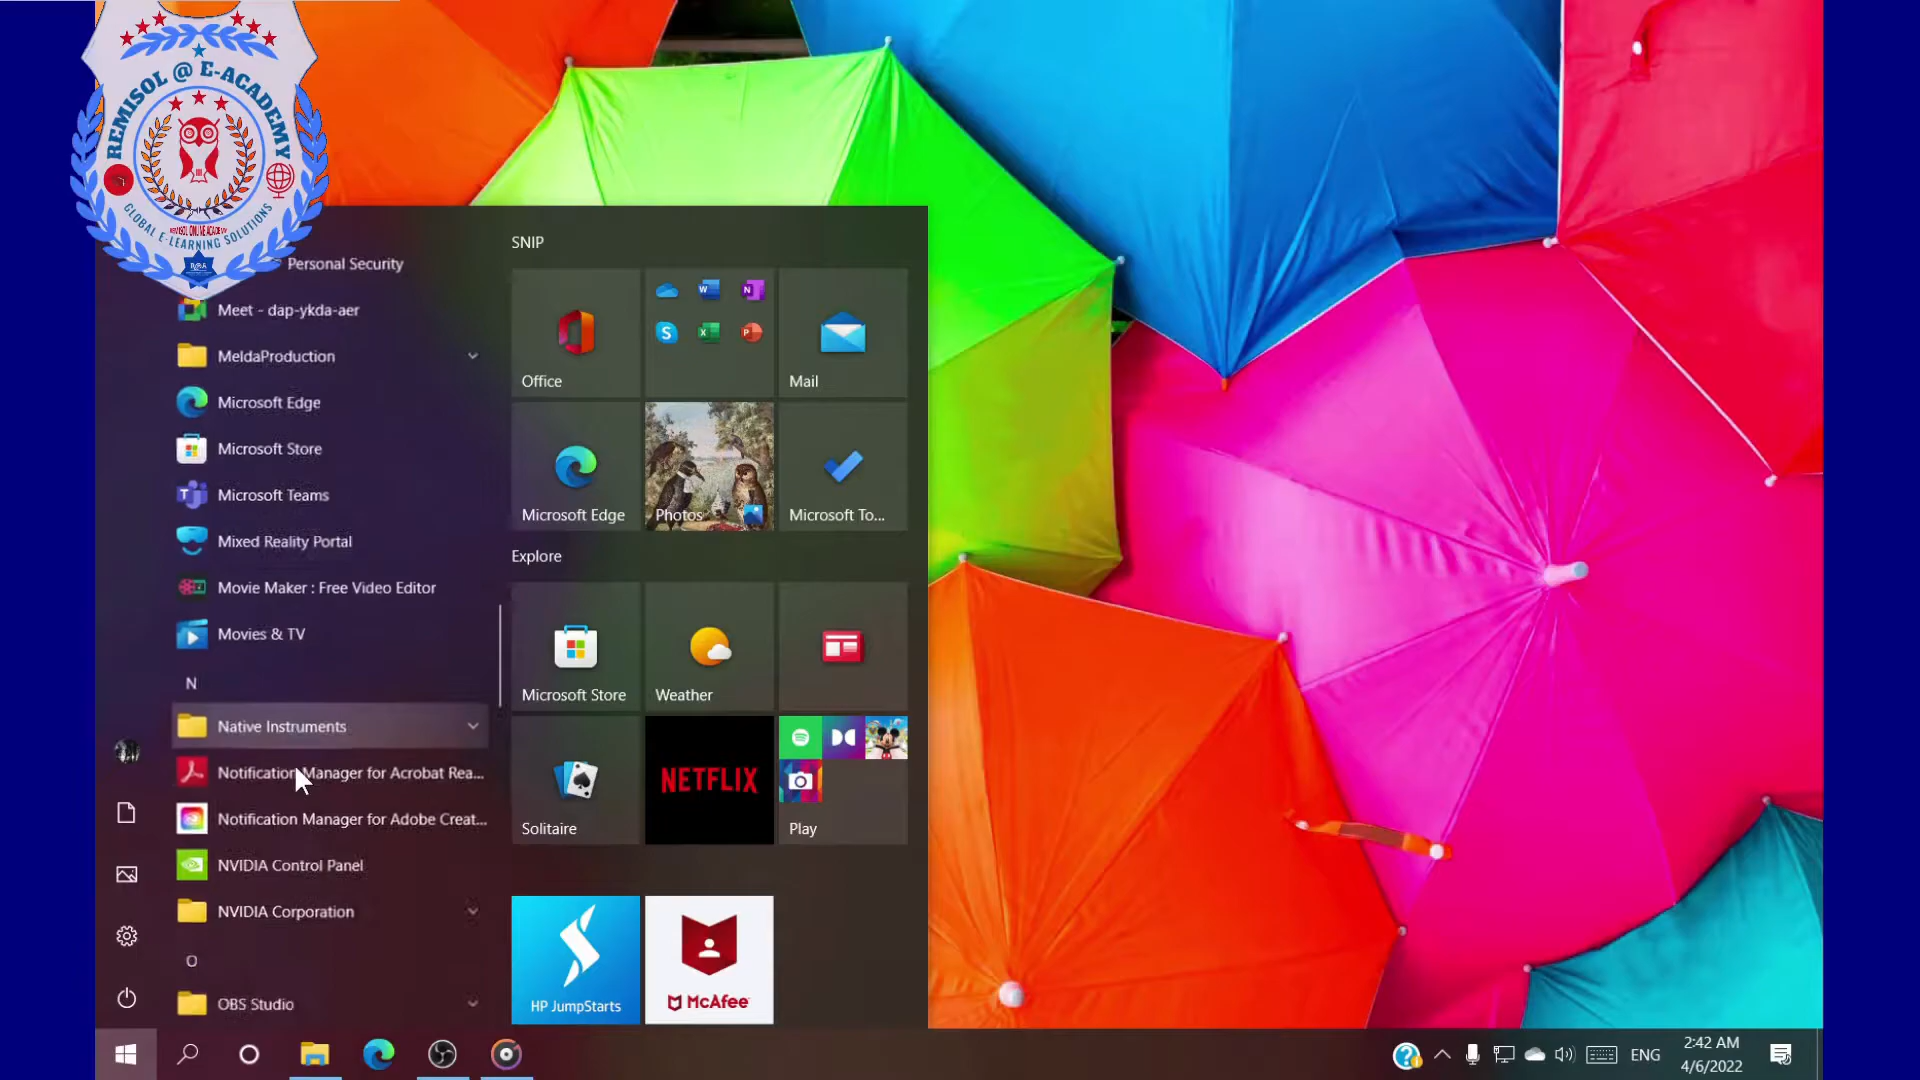 REMISOL @ E-ACADEMY
GLOBAL E-LEARNING SOLUTIONS
REMISOL ONLINE ACADEMY
Personal Security
Meet - dap-ykda-aer
MeldaProduction
Microsoft Edge
Microsoft Store
Microsoft Teams
Mixed Reality Portal
Movie Maker : Free Video Editor
Movies & TV
N
Native Instruments
Notification Manager for Acrobat Rea...
Notification Manager for Adobe Creat...
NVIDIA Control Panel
NVIDIA Corporation
O
OBS Studio
SNIP
Office
Mail
Microsoft Edge
Photos
Microsoft To...
Explore
Microsoft Store
Weather
Solitaire
NETFLIX
Play
HP JumpStarts
McAfee
ENG
2:42 AM
4/6/2022